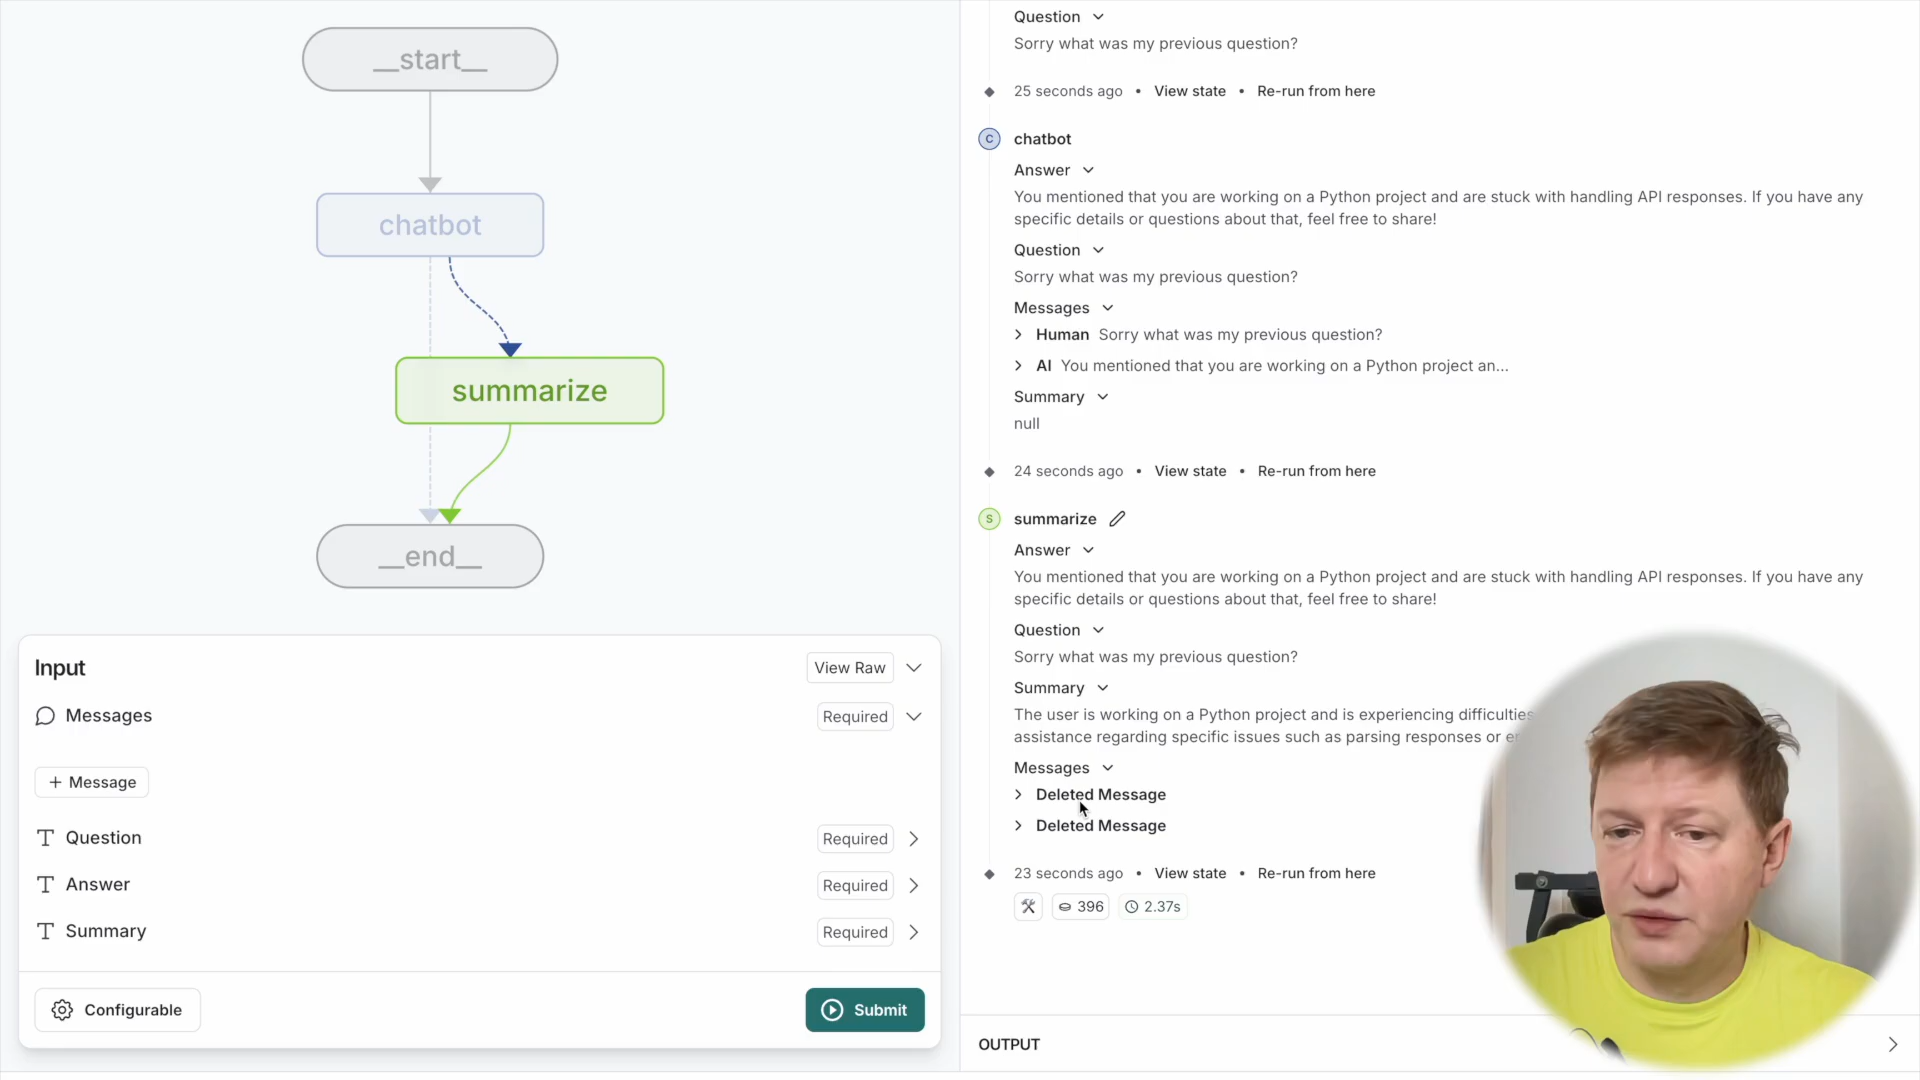 __start__
chatbot
summarize
__end__
Input
View Raw
Messages
Required
+ Message
Question
Required
Answer
Required
Summary
Required
Configurable
Submit
Question
Sorry what was my previous question?
25 seconds ago • View state • Re-run from here
C chatbot
Answer
You mentioned that you are working on a Python project and are stuck with handling API responses. If you have any
specific details or questions about that, feel free to share!
Question
Sorry what was my previous question?
Messages
Human Sorry what was my previous question?
AI You mentioned that you are working on a Python project an...
Summary
null
24 seconds ago • View state • Re-run from here
S summarize
Answer
You mentioned that you are working on a Python project and are stuck with handling API responses. If you have any
specific details or questions about that, feel free to share!
Question
Sorry what was my previous question?
Summary
The user is working on a Python project and is experiencing difficulties
assistance regarding specific issues such as parsing responses or
Messages
Deleted Message
Deleted Message
23 seconds ago • View state • Re-run from here
396
2.37s
OUTPUT